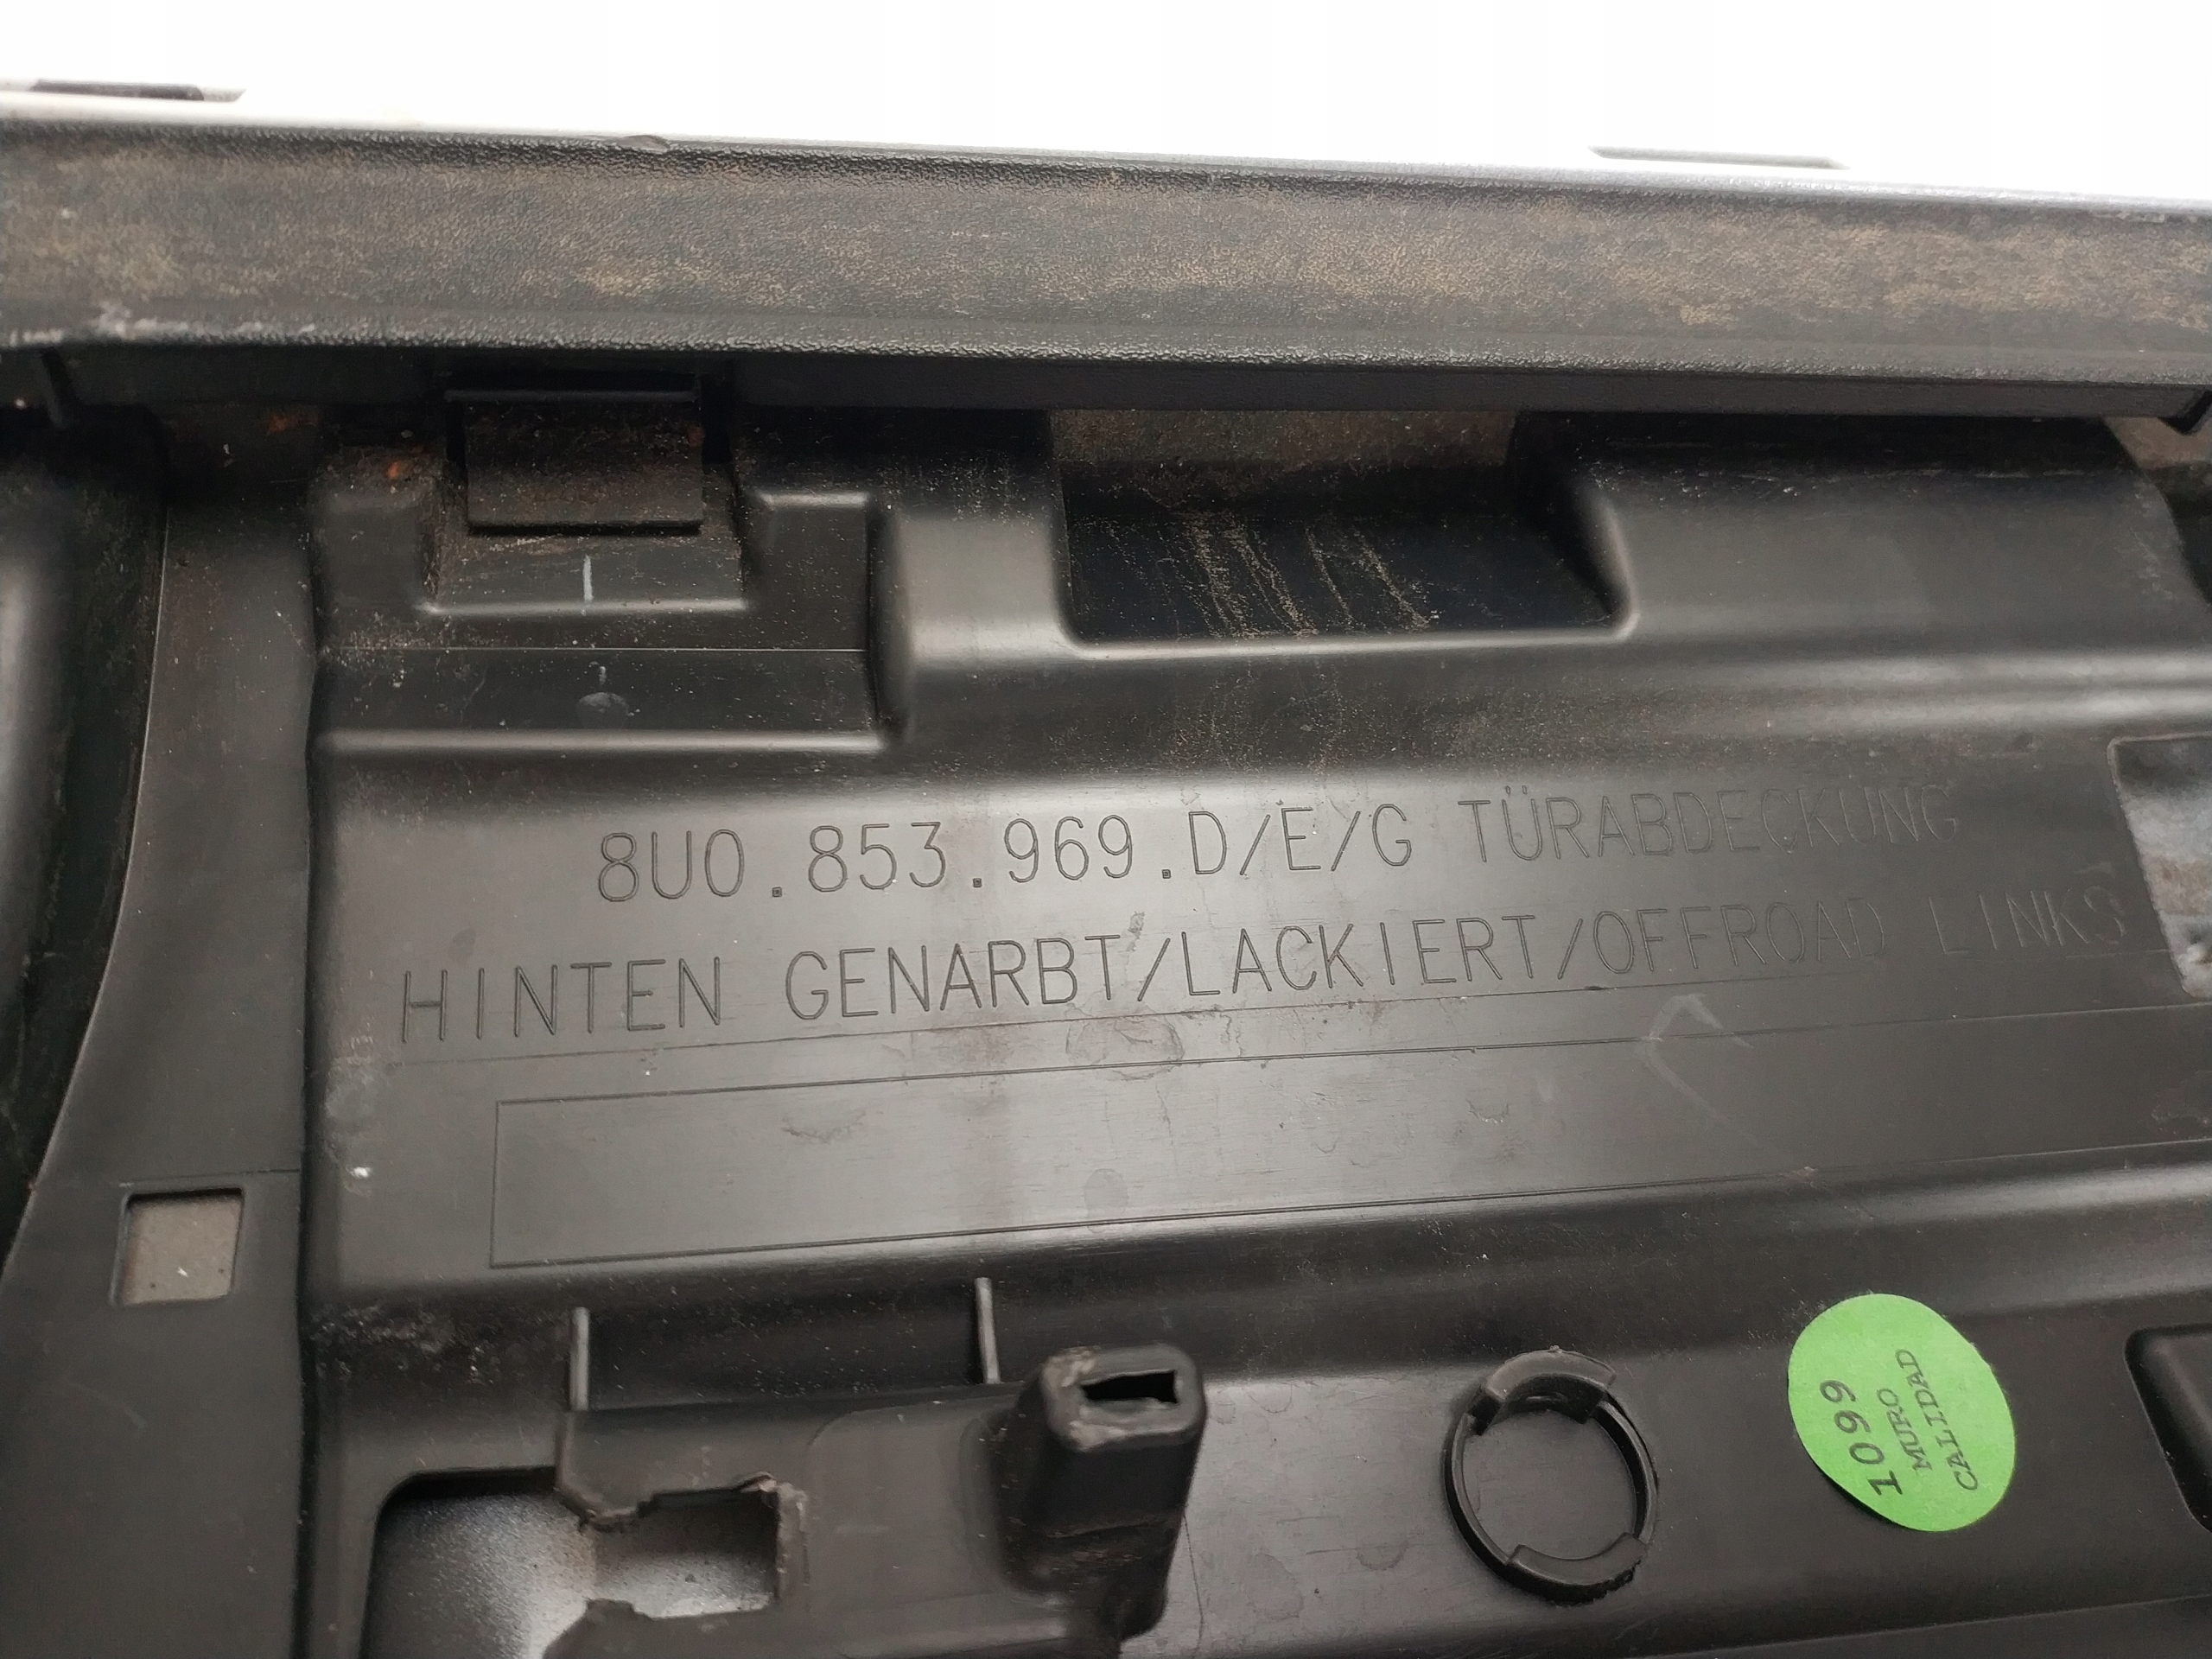 8U0.853.969.D/E/G TÜRABDECKUNG
HINTEN GENARBT/LACKIERT/OFFROAD LINKS
1099
MURO
CALIDAD